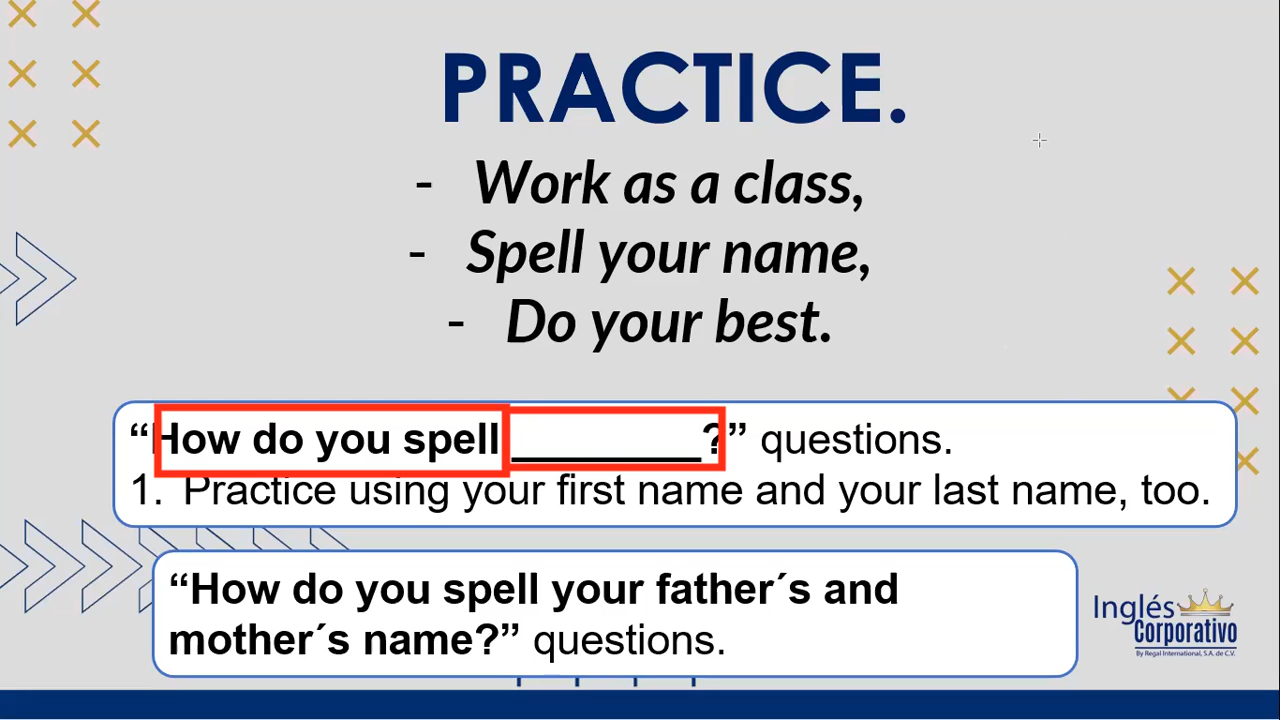 PRACTICE.
- Work as a class,
- Spell your name,
- Do your best.
“How do you spell ________?” questions.
1. Practice using your first name and your last name, too.
“How do you spell your father´s and
mother´s name?” questions.
Inglés
Corporativo
By Regal International, S.A. de C.V.